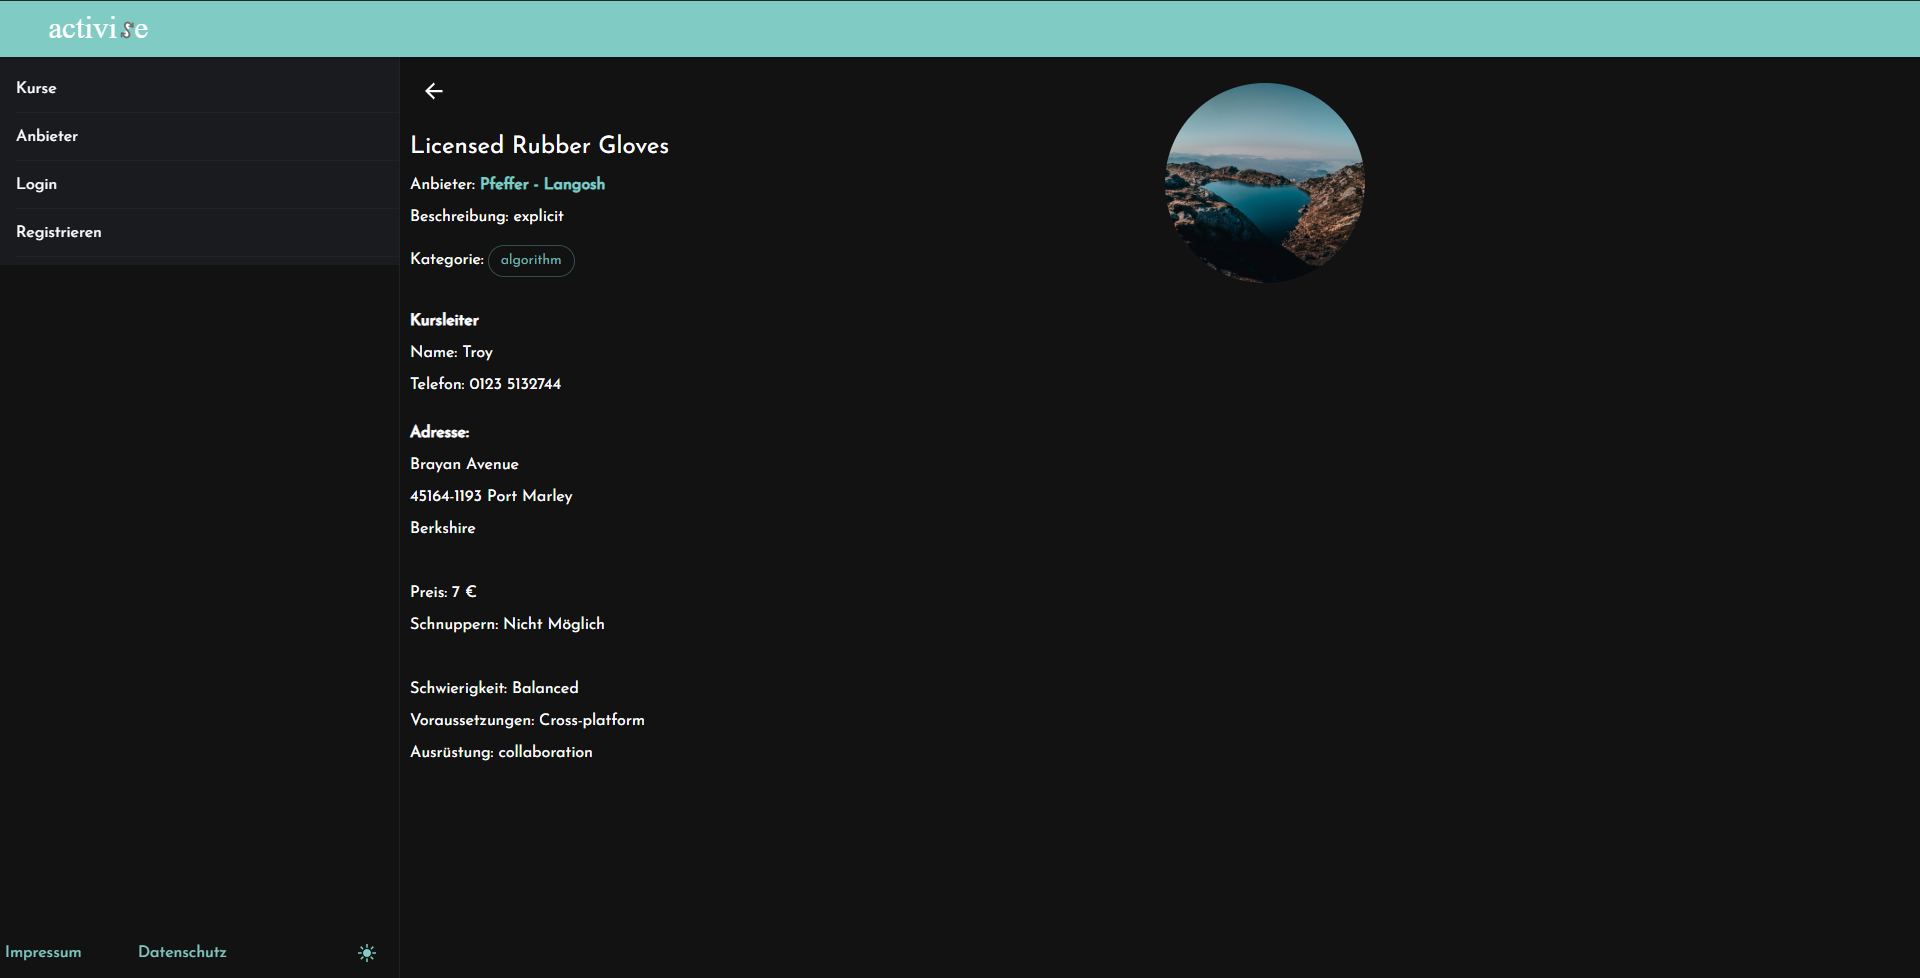 activise
Kurse
Anbieter
Login
Registrieren
Licensed Rubber Gloves
Anbieter: Pfeffer - Langosh
Beschreibung: explicit
Kategorie: algorithm
Kursleiter
Name: Troy
Telefon: 0123 5132744
Adresse:
Brayan Avenue
45164-1193 Port Marley
Berkshire
Preis: 7 €
Schnuppern: Nicht Möglich
Schwierigkeit: Balanced
Voraussetzungen: Cross-platform
Ausrüstung: collaboration
Impressum Datenschutz